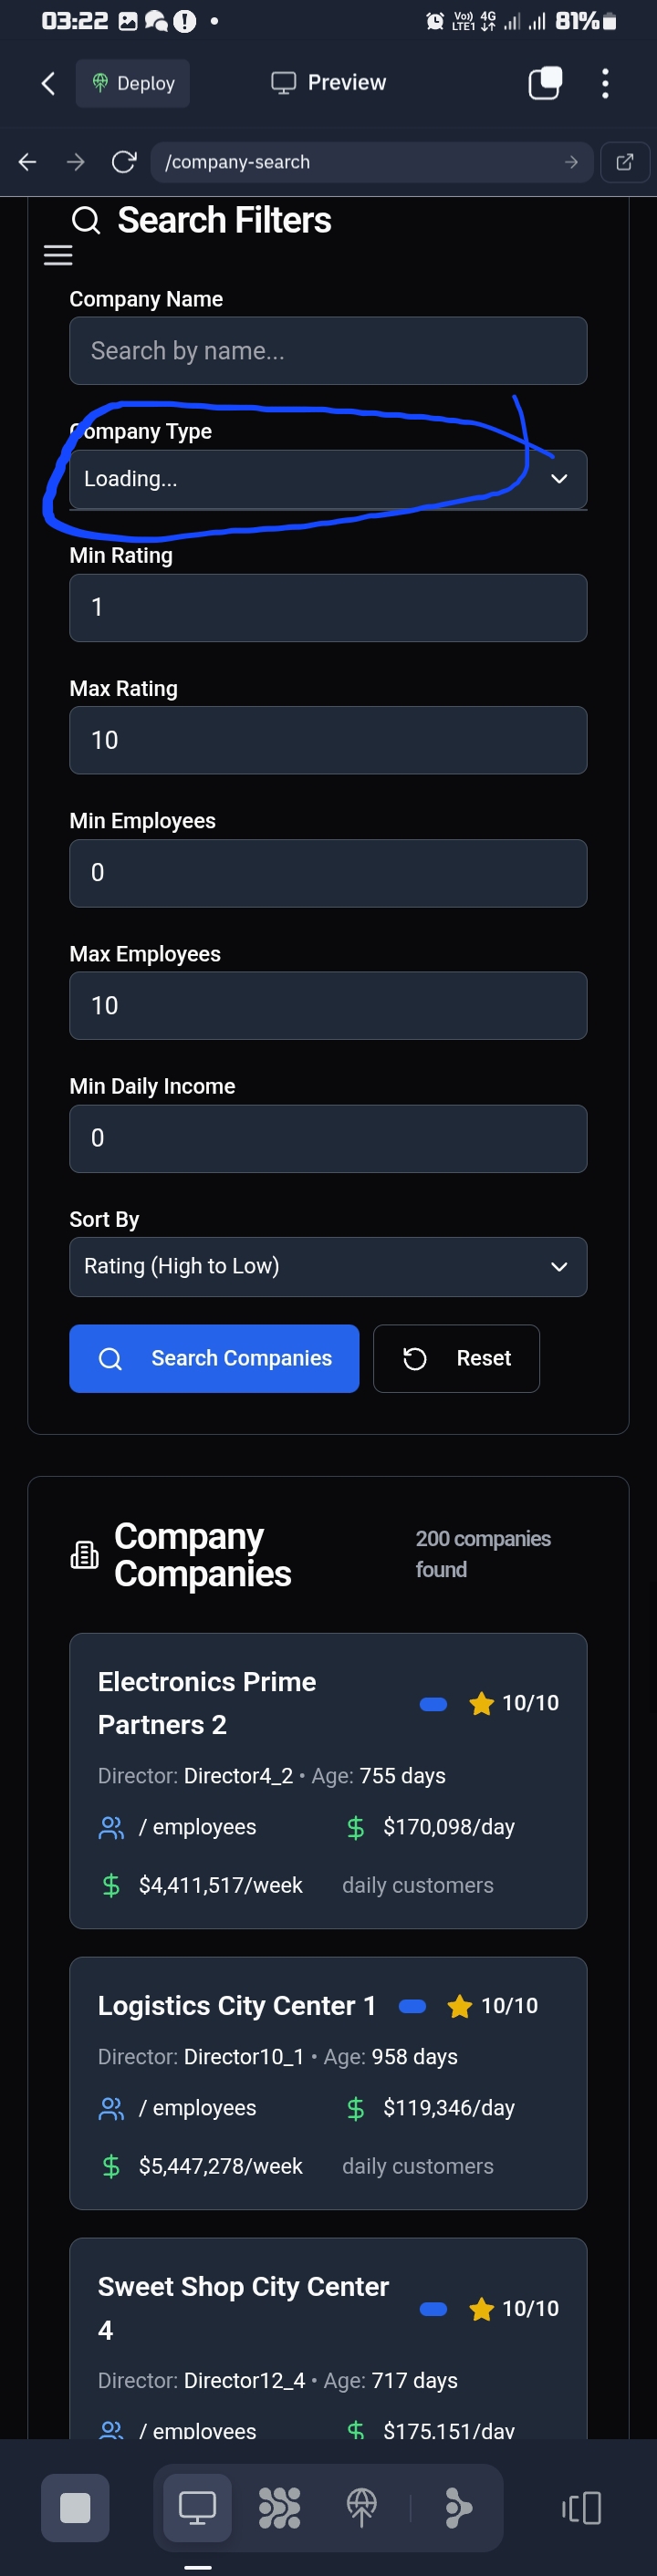 03:22
Vo)) 4G
LTE1
81%
Deploy
Preview
/company-search
Search Filters
Company Name
Search by name...
Company Type
Loading...
Min Rating
1
Max Rating
10
Min Employees
0
Max Employees
10
Min Daily Income
0
Sort By
Rating (High to Low)
Search Companies
Reset
Company
Companies
200 companies
found
Electronics Prime
Partners 2
10/10
Director: Director4_2 • Age: 755 days
/ employees
$170,098/day
$4,411,517/week
daily customers
Logistics City Center 1
10/10
Director: Director10_1 • Age: 958 days
/ employees
$119,346/day
$5,447,278/week
daily customers
Sweet Shop City Center
4
10/10
Director: Director12_4 • Age: 717 days
/ employees
$175,151/day